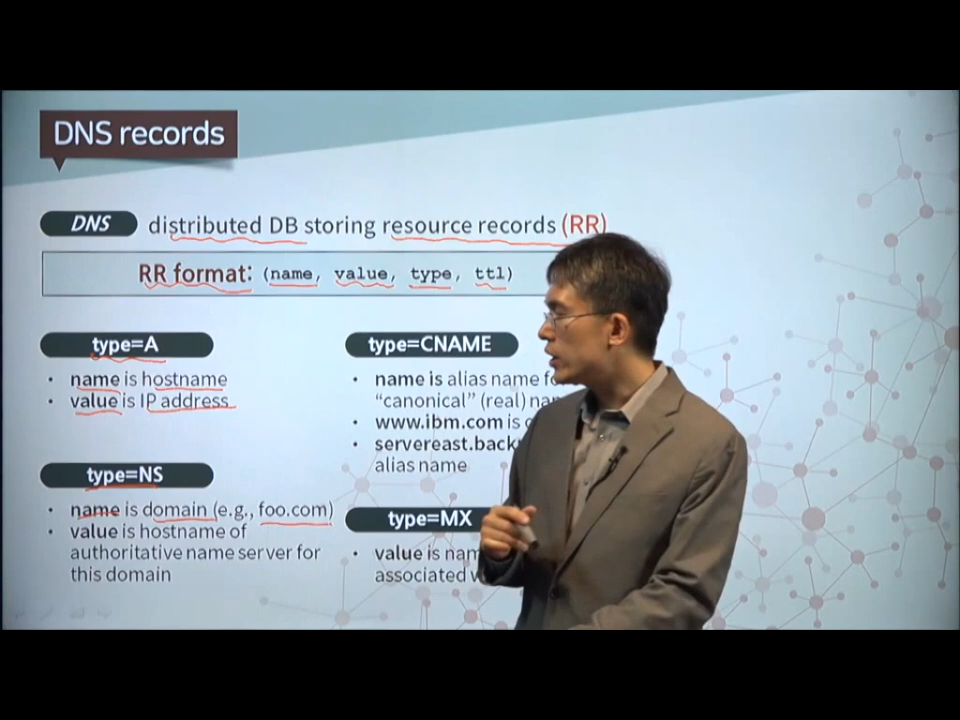 DNS records
DNS distributed DB storing resource records (RR)
RR format: (name, value, type, ttl)
type=A
• name is hostname
• value is IP address
type=NS
• name is domain (e.g., foo.com)
• value is hostname of
authoritative name server for
this domain
type=CNAME
• name is alias name
"canonical" (real)
• www.ibm.com is
• servereast.back
alias name
type=MX
• value is
associated